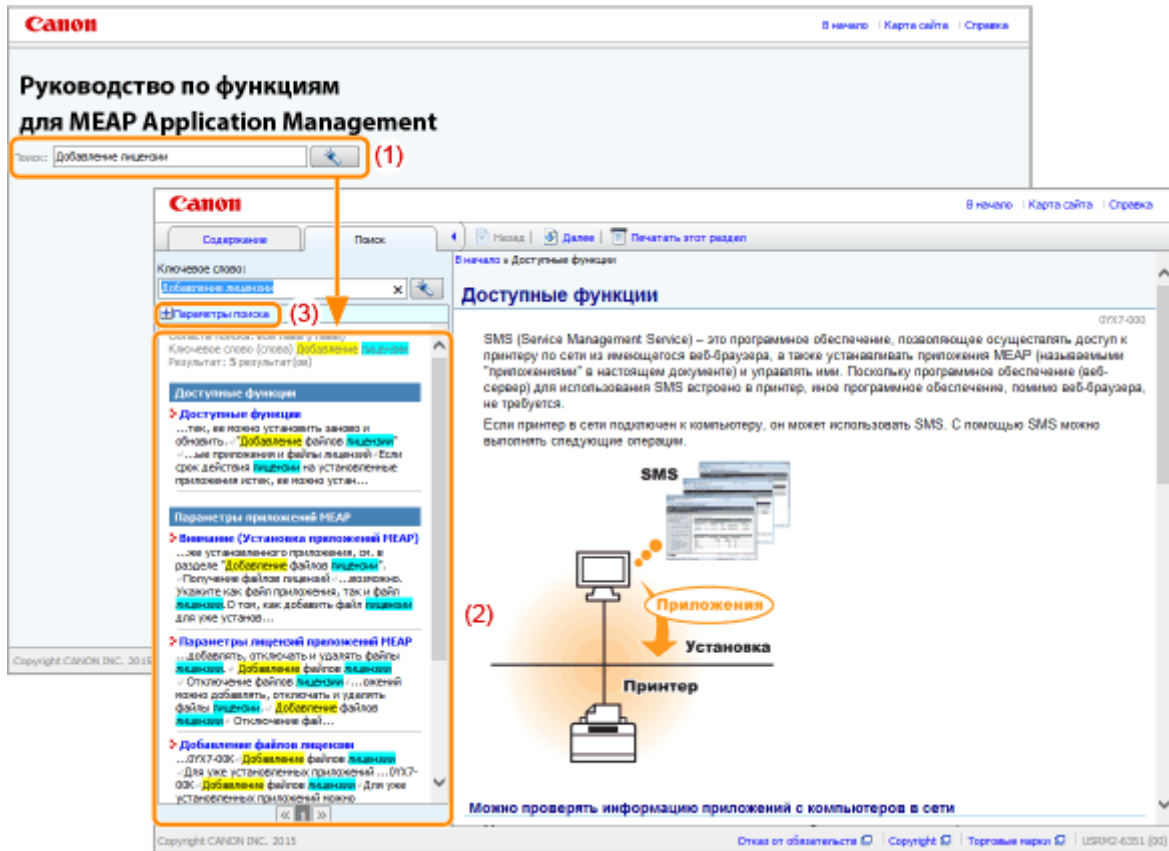 Canon
В начало | Карта сайта | Справка
Руководство по функциям
для MEAP Application Management
Поиск: Добавление лицензии
(1)
Canon
В начало | Карта сайта | Справка
Содержание
Поиск
Назад | Далее | Печатать этот раздел
Ключевое слово:
Добавление лицензии
Параметры поиска
(3)
Ключевое слово (слова) Добавление лицензии
Результат: 5 результат(ов)
Доступные функции
Доступные функции
...тек, ее можно установить заново и
обновить. "Добавление файлов лицензии"
...ые приложения и файлы лицензий Если
срок действия лицензии на установленные
приложения истек, ее можно устан...
Параметры приложений MEAP
Внимание (Установка приложений MEAP)
...же установленного приложения, см. в
разделе "Добавление файлов лицензии".
Получение файлов лицензий ...возможно.
Укажите как файл приложения, так и файл
лицензии. О том, как добавить файл лицензии
для уже установ...
Параметры лицензий приложений MEAP
...добавлять, отключать и удалять файлы
лицензии. Добавление файлов лицензии
Отключение файлов лицензии ...ожений
можно добавлять, отключать и удалять
файлы лицензии. Добавление файлов
лицензии Отключение фай...
Добавление файлов лицензии
...0YX7-00K Добавление файлов лицензии
Для уже установленных приложений ...0YX7-
00K Добавление файлов лицензии Для уже
установленных приложений можно
« 1 »
(2)
В начало » Доступные функции
Доступные функции
0YX7-000
SMS (Service Management Service) – это программное обеспечение, позволяющее осуществлять доступ к
принтеру по сети из имеющегося веб-браузера, а также устанавливать приложения MEAP (называемыми
"приложениями" в настоящем документе) и управлять ими. Поскольку программное обеспечение (веб-
сервер) для использования SMS встроено в принтер, иное программное обеспечение, помимо веб-браузера,
не требуется.
Если принтер в сети подключен к компьютеру, он может использовать SMS. С помощью SMS можно
выполнять следующие операции.
SMS
Приложения
Установка
Принтер
Можно проверять информацию приложений с компьютеров в сети
Copyright CANON INC. 2015
Copyright CANON INC. 2015
Отказ от обязательств | Copyright | Торговые марки | USRM2-6351 (00)